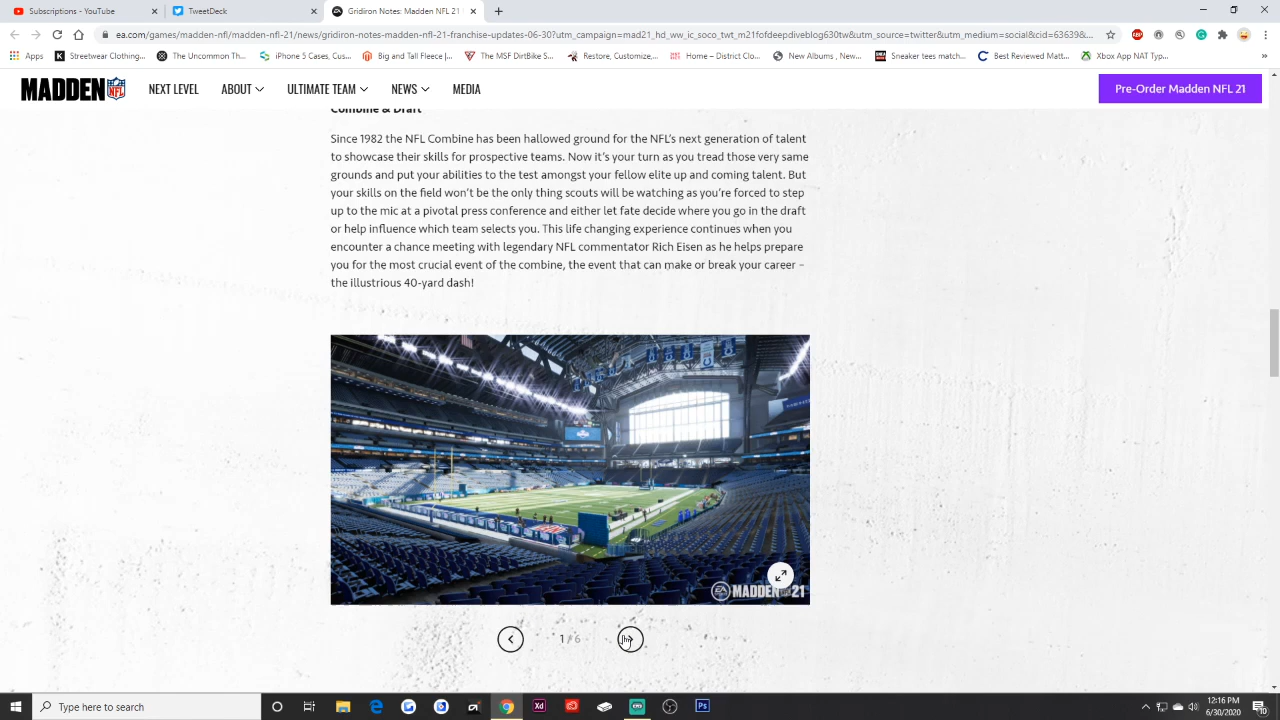 Subscriptions - YouTube
TweetDeck
Gridiron Notes: Madden NFL 21 F
ea.com/games/madden-nfl/madden-nfl-21/news/gridiron-notes-madden-nfl-21-franchise-updates-06-30?utm_campaign=mad21_hd_ww_ic_soco_twt_m21fofdeepdiveblog630tw&utm_source=twitter&utm_medium=social&cid=63639&...
Apps
Streetwear Clothing...
The Uncommon Th...
iPhone 5 Cases, Cust...
Big and Tall Fleece |...
The MSF DirtBike...
Restore, Customize,...
Home – District Clo...
New Album Releases...
Sneaker tees match...
Best Reviewed Matt...
Xbox App NAT Typ...
»
MADDEN NFL
NEXT LEVEL
ABOUT
ULTIMATE TEAM
NEWS
MEDIA
Pre-Order Madden NFL 21
Combine & Draft
Since 1982 the NFL Combine has been hallowed ground for the NFL's next generation of talent
to showcase their skills for prospective teams. Now it's your turn as you tread those very same
grounds and put your abilities to the test amongst your fellow elite up and coming talent. But
your skills on the field won't be the only thing scouts will be watching as you're forced to step
up to the mic at a pivotal press conference and either let fate decide where you go in the draft
or help influence which team selects you. This life changing experience continues when you
encounter a chance meeting with legendary NFL commentator Rich Eisen as he helps prepare
you for the most crucial event of the combine, the event that can make or break your career –
the illustrious 40-yard dash!
EA MADDEN 21
1 / 6
Type here to search
12:16 PM
6/30/2020